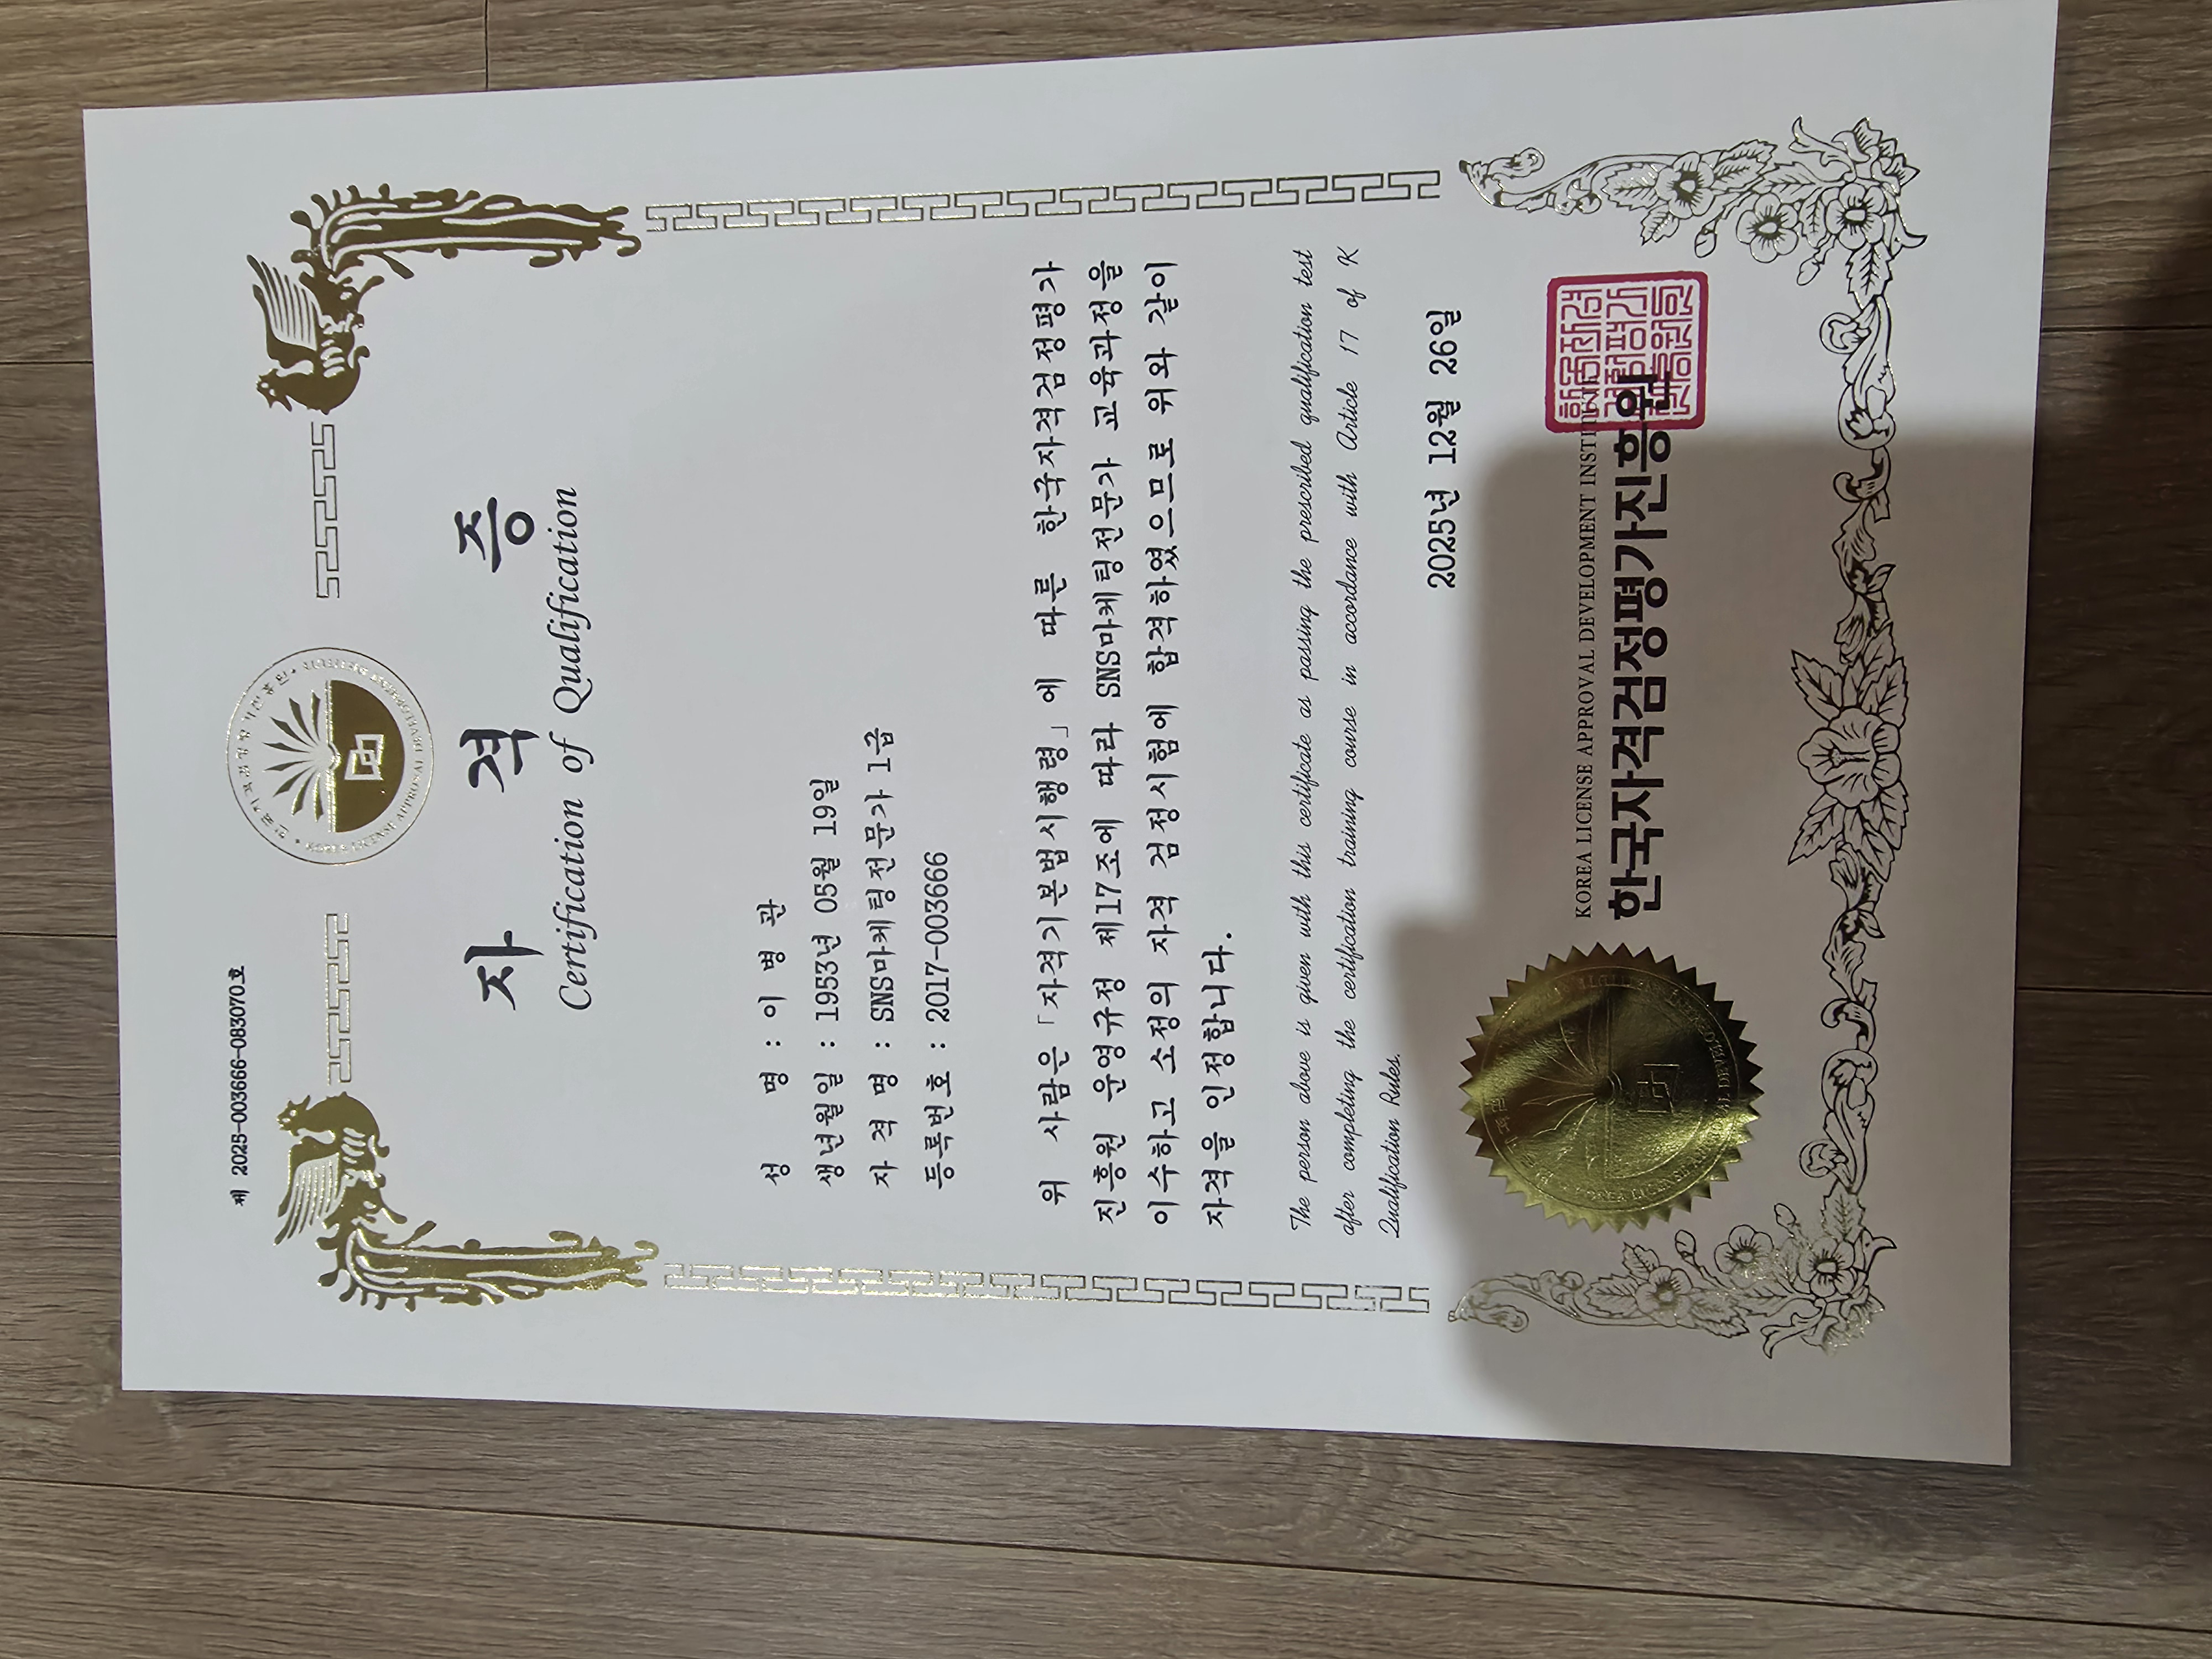 제 2025-003666-083070호
자 격 증
Certification of Qualification
성 명 : 이 병 관
생년월일 : 1953년 05월 19일
자 격 명 : SNS마케팅전문가 1급
등록번호 : 2017-003666
위 사람은 「자격기본법시행령」에 따른 한국자격검정평가
진흥원 운영규정 제17조에 따라 SNS마케팅전문가 교육과정을
이수하고 소정의 자격 검정시험에 합격하였으므로 위와 같이
자격을 인정합니다.
The person above is given with this certificate as passing the prescribed qualification test
after completing the certification training course in accordance with Article 17 of K
Qualification Rules.
2025년 12월 26일
KOREA LICENSE APPROVAL DEVELOPMENT INSTITUTE
한국자격검정평가진흥원